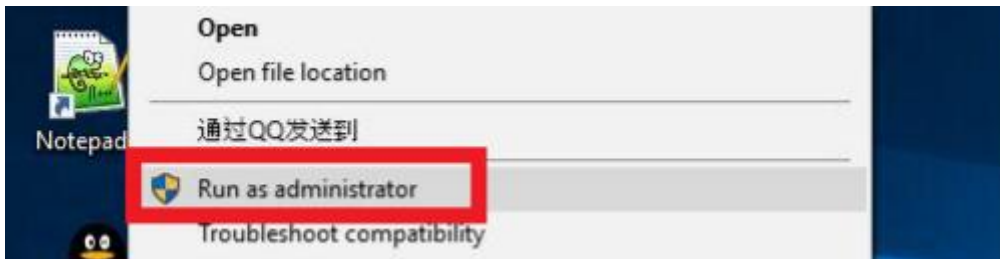 Open
Open file location
通过QQ发送到
Notepad
Run as administrator
Troubleshoot compatibility